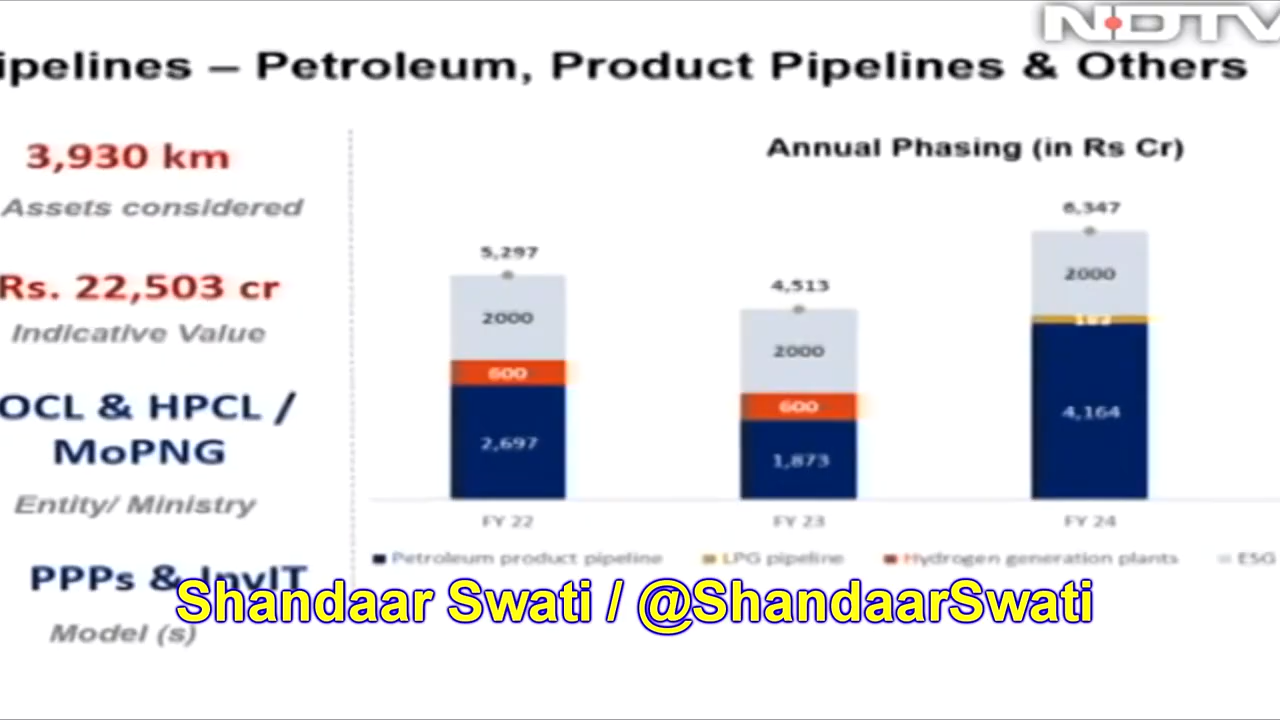 NDTV
ipelines – Petroleum, Product Pipelines & Others
3,930 km
Assets considered
Rs. 22,503 cr
Indicative Value
OCL & HPCL /
MoPNG
Entity/ Ministry
PPPs & InvIT
Model (s)
Annual Phasing (in Rs Cr)
5,297
2000
600
2,697
4,513
2000
600
1,873
6,347
2000
4,164
FY 22
FY 23
FY 24
Petroleum product pipeline
LPG pipeline
Hydrogen generation plants
ESG
Shandaar Swati / @ShandaarSwati